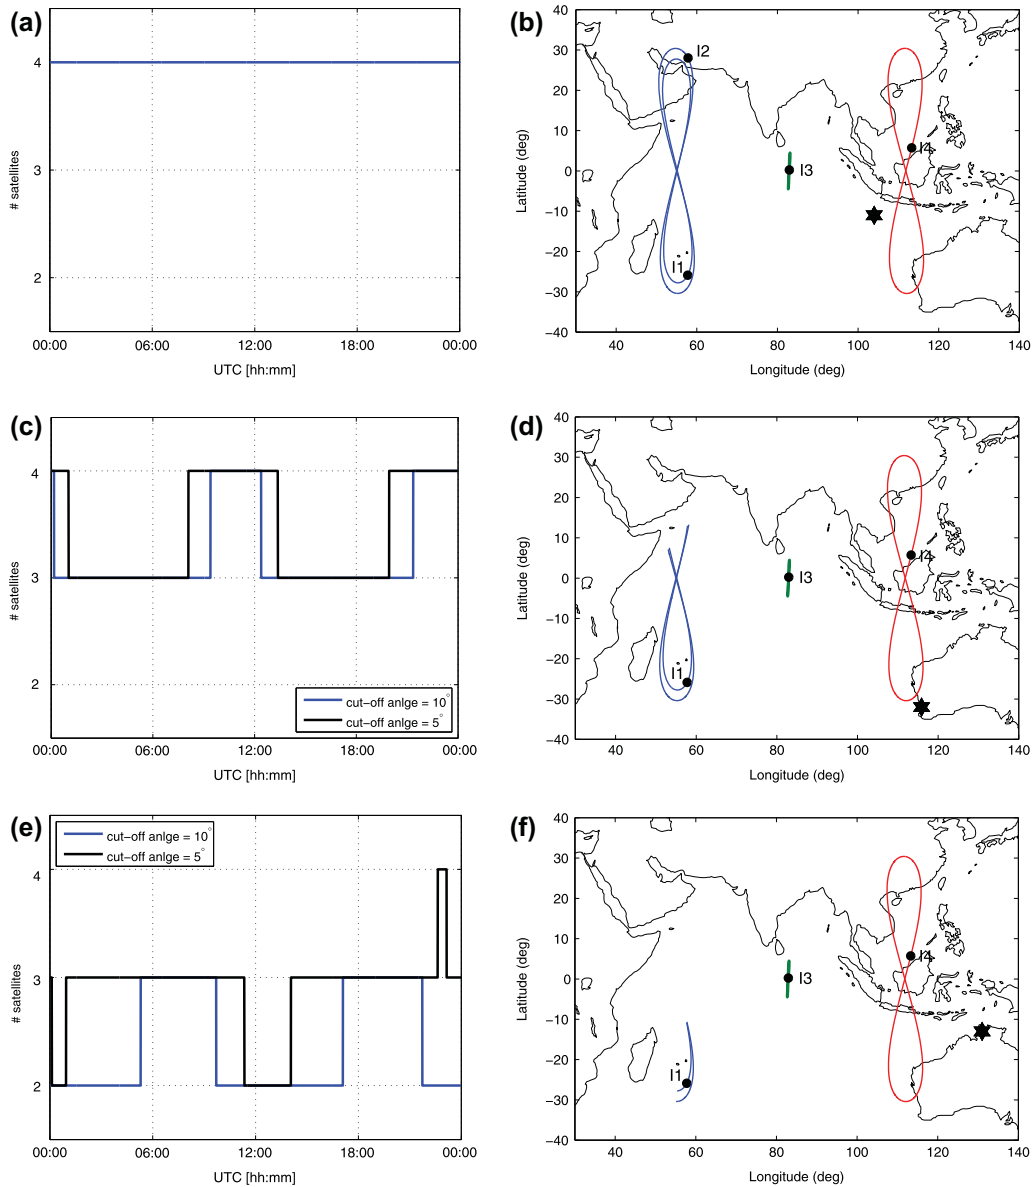 (a)
4
3
2
# satellites
00:00 06:00 12:00 18:00 00:00
UTC [hh:mm]
(b)
40
30
20
10
0
−10
−20
−30
−40
Latitude (deg)
I2
I4
I3
I1
40 60 80 100 120 140
Longitude (deg)
(c)
4
3
2
# satellites
cut-off anlge = 10°
cut-off anlge = 5°
00:00 06:00 12:00 18:00 00:00
UTC [hh:mm]
(d)
40
30
20
10
0
−10
−20
−30
−40
Latitude (deg)
I4
I3
I1
40 60 80 100 120 140
Longitude (deg)
(e)
cut-off anlge = 10°
cut-off anlge = 5°
4
3
2
# satellites
00:00 06:00 12:00 18:00 00:00
UTC [hh:mm]
(f)
40
30
20
10
0
−10
−20
−30
−40
Latitude (deg)
I4
I3
I1
40 60 80 100 120 140
Longitude (deg)